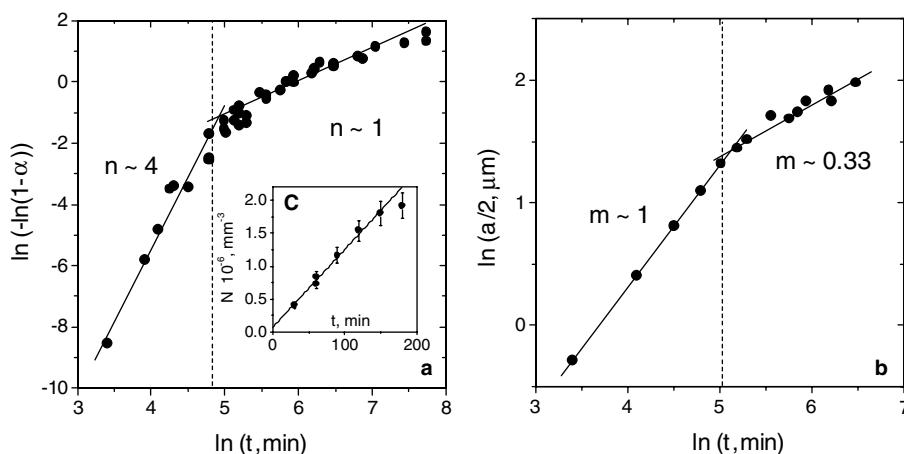 2
0
-2
-4
-6
-8
-10
ln (-ln(1-α))
3 4 5 6 7 8
ln (t,min)
n ~ 4
n ~ 1
a
C
2.0
1.5
1.0
0.5
0.0
N 10⁻⁶, mm⁻³
t, min
0 100 200
2
1
0
ln (a/2, μm)
3 4 5 6 7
ln (t,min)
m ~ 1
m ~ 0.33
b